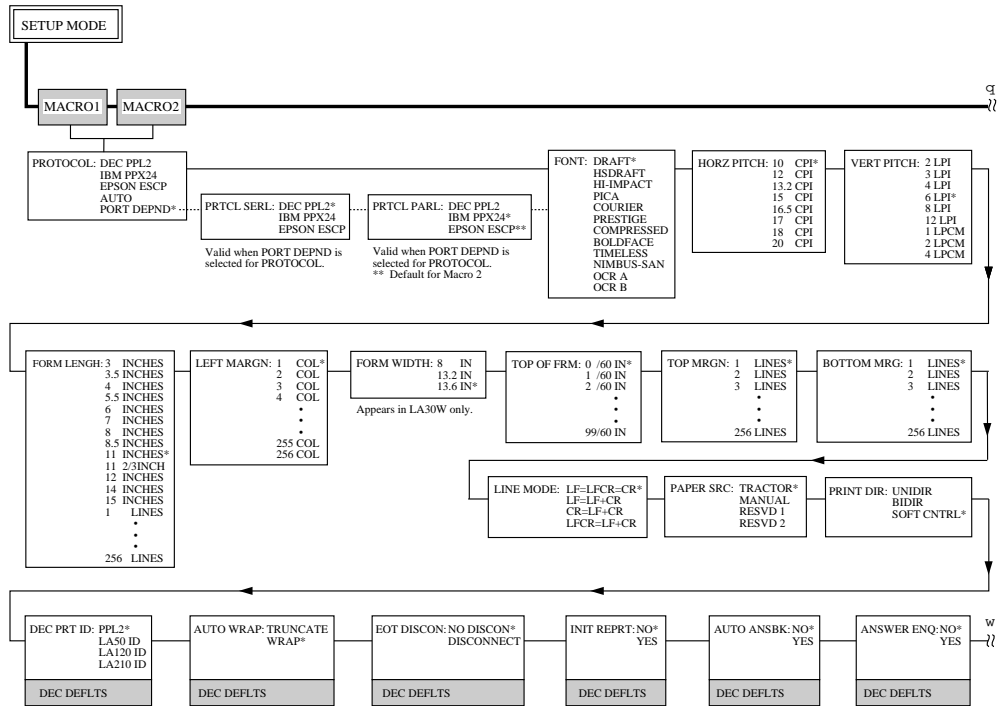 SETUP MODE
q
MACRO1
MACRO2
PROTOCOL: DEC PPL2
IBM PPX24
EPSON ESCP
AUTO
PORT DEPND*
PRTCL SERL: DEC PPL2*
IBM PPX24
EPSON ESCP
Valid when PORT DEPND is
selected for PROTOCOL.
PRTCL PARL: DEC PPL2
IBM PPX24*
EPSON ESCP**
Valid when PORT DEPND is
selected for PROTOCOL.
** Default for Macro 2
FONT: DRAFT*
HSDRAFT
HI-IMPACT
PICA
COURIER
PRESTIGE
COMPRESSED
BOLDFACE
TIMELESS
NIMBUS-SAN
OCR A
OCR B
HORZ PITCH: 10 CPI*
12 CPI
13.2 CPI
15 CPI
16.5 CPI
17 CPI
18 CPI
20 CPI
VERT PITCH: 2 LPI
3 LPI
4 LPI
6 LPI*
8 LPI
12 LPI
1 LPCM
2 LPCM
4 LPCM
FORM LENGH: 3 INCHES
3.5 INCHES
4 INCHES
5.5 INCHES
6 INCHES
7 INCHES
8 INCHES
8.5 INCHES
11 INCHES*
11 2/3INCH
12 INCHES
14 INCHES
15 INCHES
1 LINES
•
•
•
256 LINES
LEFT MARGN: 1 COL*
2 COL
3 COL
4 COL
•
•
•
255 COL
256 COL
FORM WIDTH: 8 IN
13.2 IN
13.6 IN*
Appears in LA30W only.
TOP OF FRM: 0 /60 IN*
1 /60 IN
2 /60 IN
•
•
•
99/60 IN
TOP MRGN: 1 LINES*
2 LINES
3 LINES
•
•
•
256 LINES
BOTTOM MRG: 1 LINES*
2 LINES
3 LINES
•
•
•
256 LINES
LINE MODE: LF=LFCR=CR*
LF=LF+CR
CR=LF+CR
LFCR=LF+CR
PAPER SRC: TRACTOR*
MANUAL
RESVD 1
RESVD 2
PRINT DIR: UNIDIR
BIDIR
SOFT CNTRL*
DEC PRT ID: PPL2*
LA50 ID
LA120 ID
LA210 ID
DEC DEFLTS
AUTO WRAP: TRUNCATE
WRAP*
DEC DEFLTS
EOT DISCON: NO DISCON*
DISCONNECT
DEC DEFLTS
INIT REPRT: NO*
YES
DEC DEFLTS
AUTO ANSBK: NO*
YES
DEC DEFLTS
ANSWER ENQ: NO*
YES
DEC DEFLTS
w